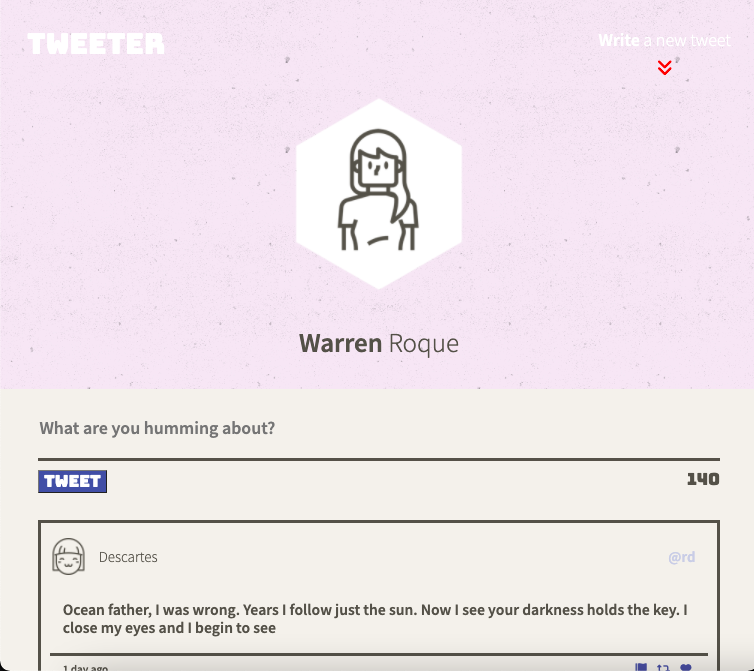 TWEETER
Write a new tweet
Warren Roque
What are you humming about?
TWEET
140
Descartes
@rd
Ocean father, I was wrong. Years I follow just the sun. Now I see your darkness holds the key. I
close my eyes and I begin to see
1 day ago